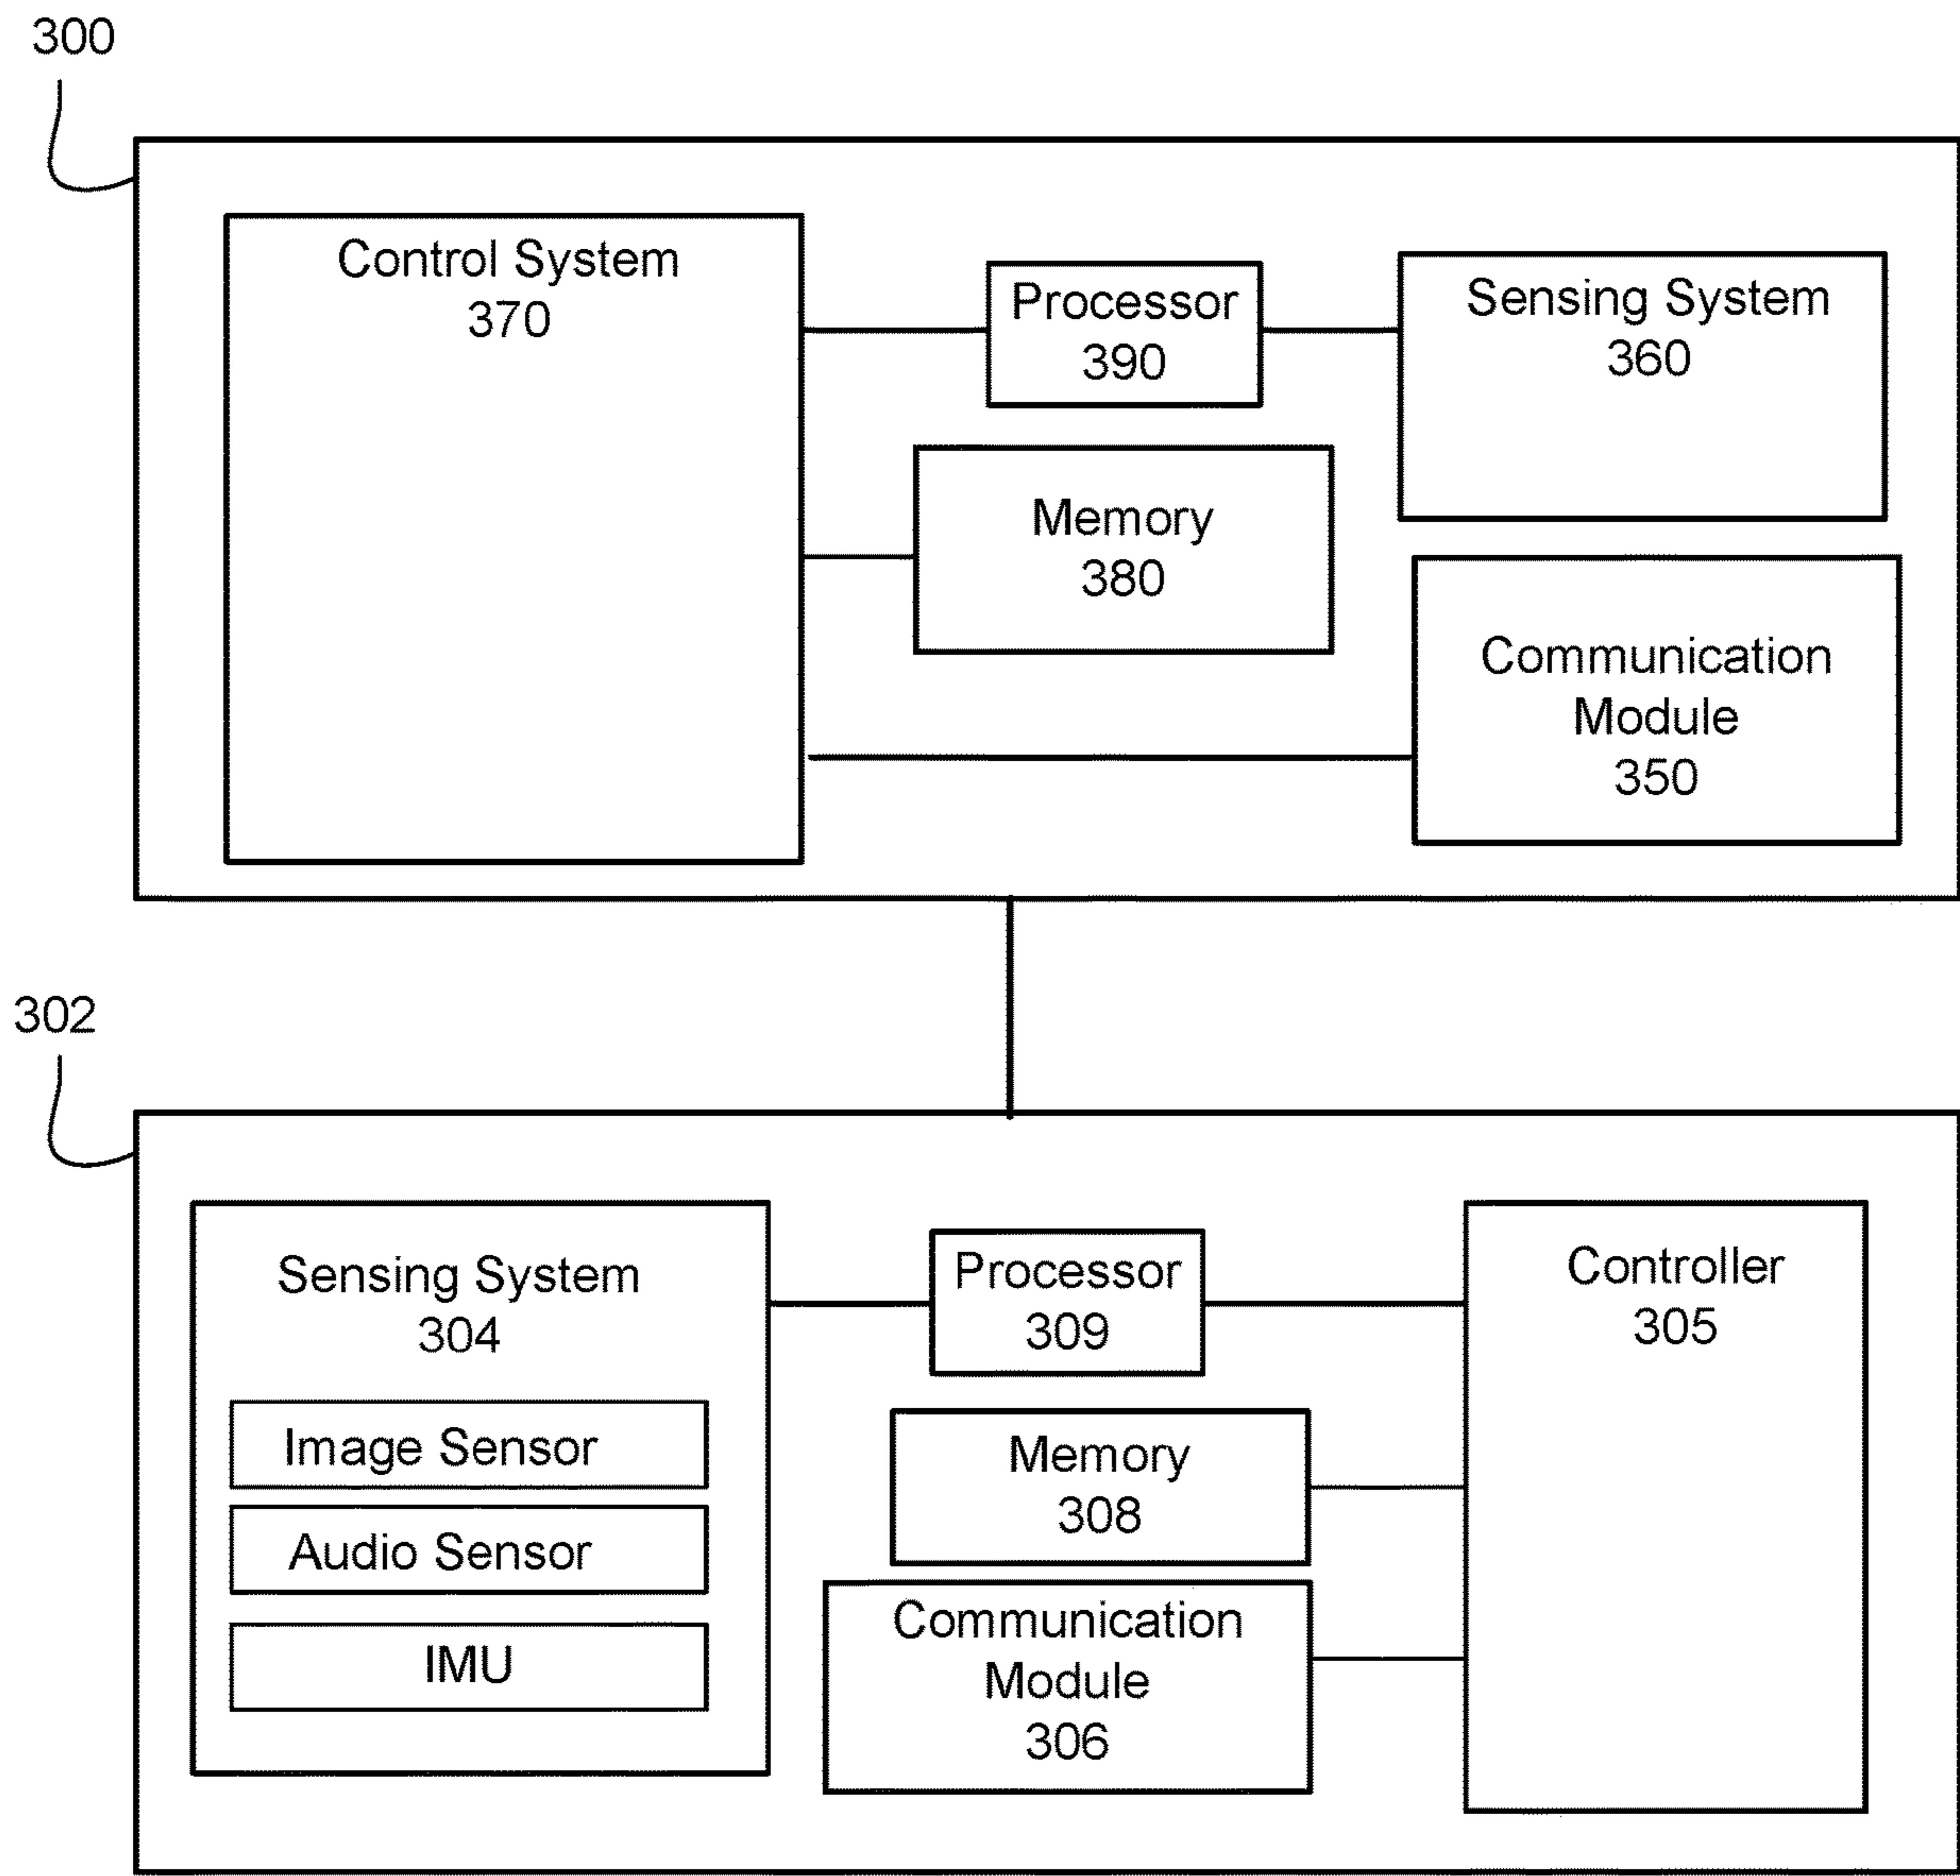 300
Control System
370
Processor
390
Sensing System
360
Memory
380
Communication
Module
350
302
Sensing System
304
Image Sensor
Audio Sensor
IMU
Processor
309
Memory
308
Communication
Module
306
Controller
305